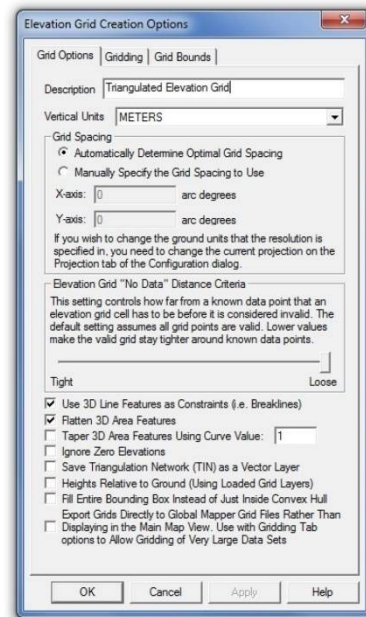 Elevation Grid Creation Options
Grid Options
Gridding
Grid Bounds
Description Triangulated Elevation Grid
Vertical Units METERS
Grid Spacing
Automatically Determine Optimal Grid Spacing
Manually Specify the Grid Spacing to Use
X-axis: 0 arc degrees
Y-axis: 0 arc degrees
If you wish to change the ground units that the resolution is
specified in, you need to change the current projection on the
Projection tab of the Configuration dialog.
Elevation Grid "No Data" Distance Criteria
This setting controls how far from a known data point that an
elevation grid cell has to be before it is considered invalid. The
default setting assumes all grid points are valid. Lower values
make the valid grid stay tighter around known data points.
Tight Loose
Use 3D Line Features as Constraints (i.e. Breaklines)
Flatten 3D Area Features
Taper 3D Area Features Using Curve Value: 1
Ignore Zero Elevations
Save Triangulation Network (TIN) as a Vector Layer
Heights Relative to Ground (Using Loaded Grid Layers)
Fill Entire Bounding Box Instead of Just Inside Convex Hull
Export Grids Directly to Global Mapper Grid Files Rather Than
Displaying in the Main Map View. Use with Gridding Tab
options to Allow Gridding of Very Large Data Sets
OK Cancel Apply Help